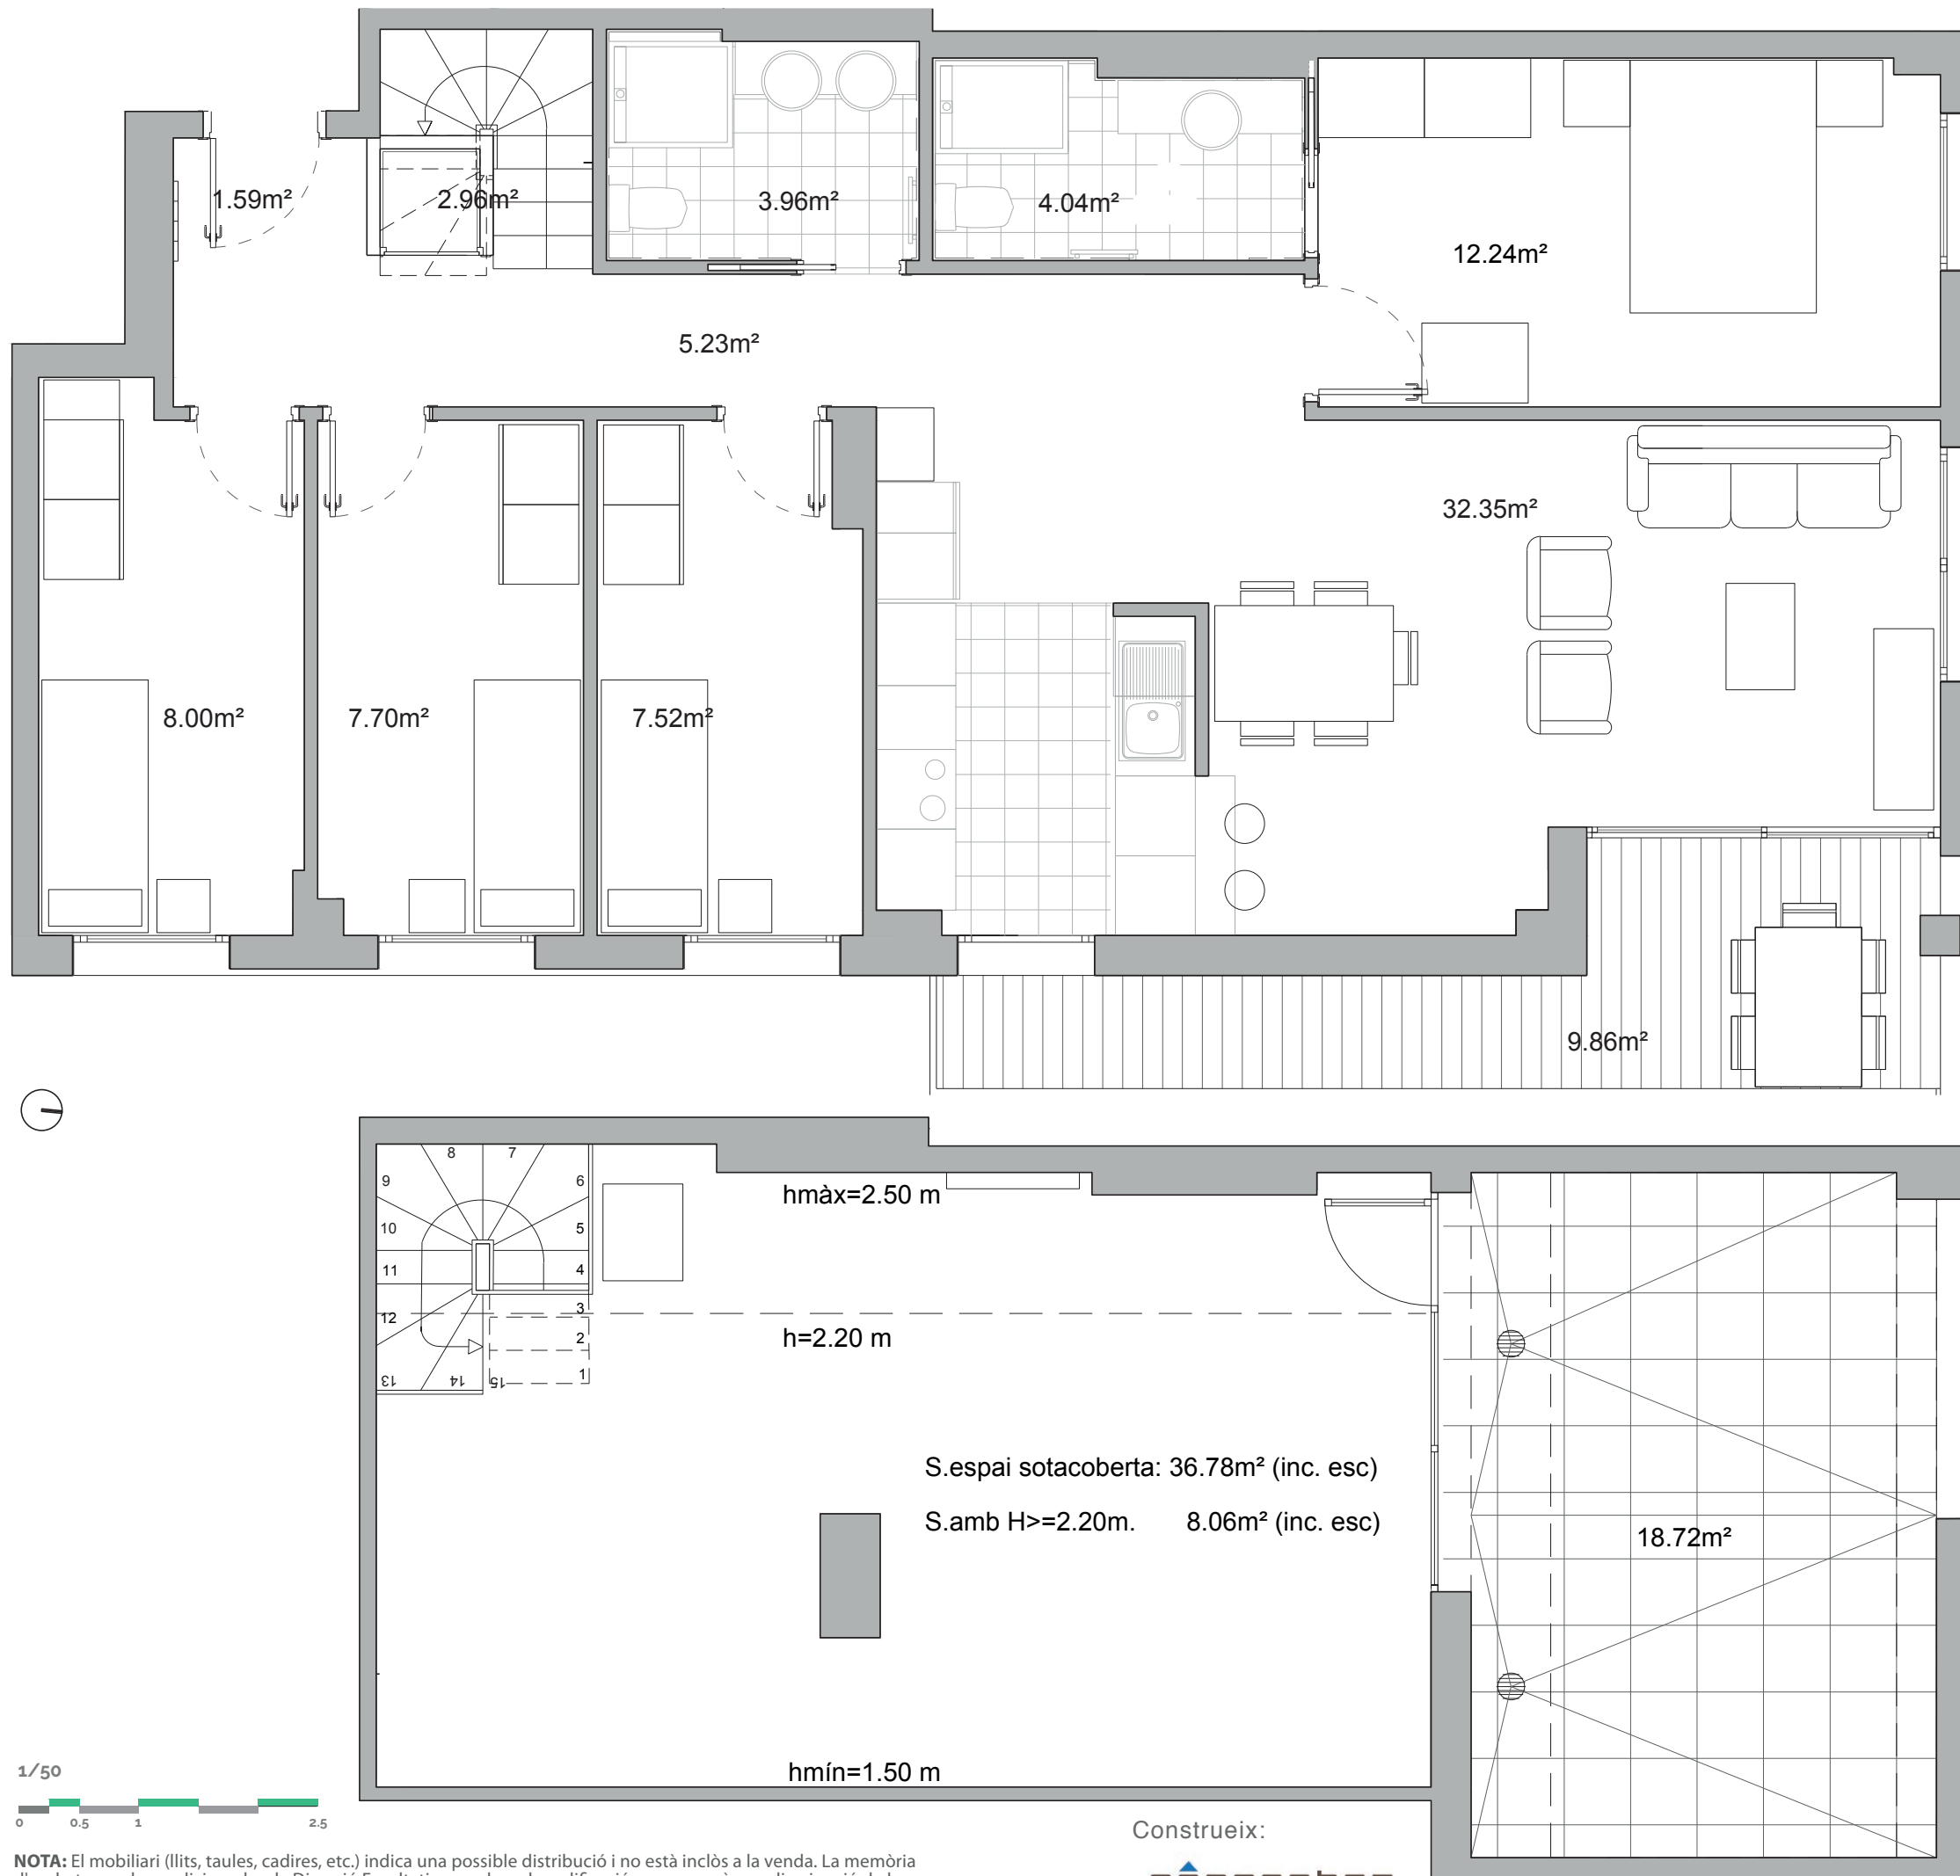 1.59m²
2.96m²
3.96m²
4.04m²
12.24m²
5.23m²
32.35m²
8.00m²
7.70m²
7.52m²
9.86m²
8
7
9
6
10
5
11
4
12
3
2
13
14
15
1
hmàx=2.50 m
h=2.20 m
S.espai sotacoberta: 36.78m² (inc. esc)
S.amb H>=2.20m. 8.06m² (inc. esc)
18.72m²
hmín=1.50 m
1/50
0 0.5 1 2.5
Construeix:
NOTA: El mobiliari (llits, taules, cadires, etc.) indica una possible distribució i no està inclòs a la venda. La memòria